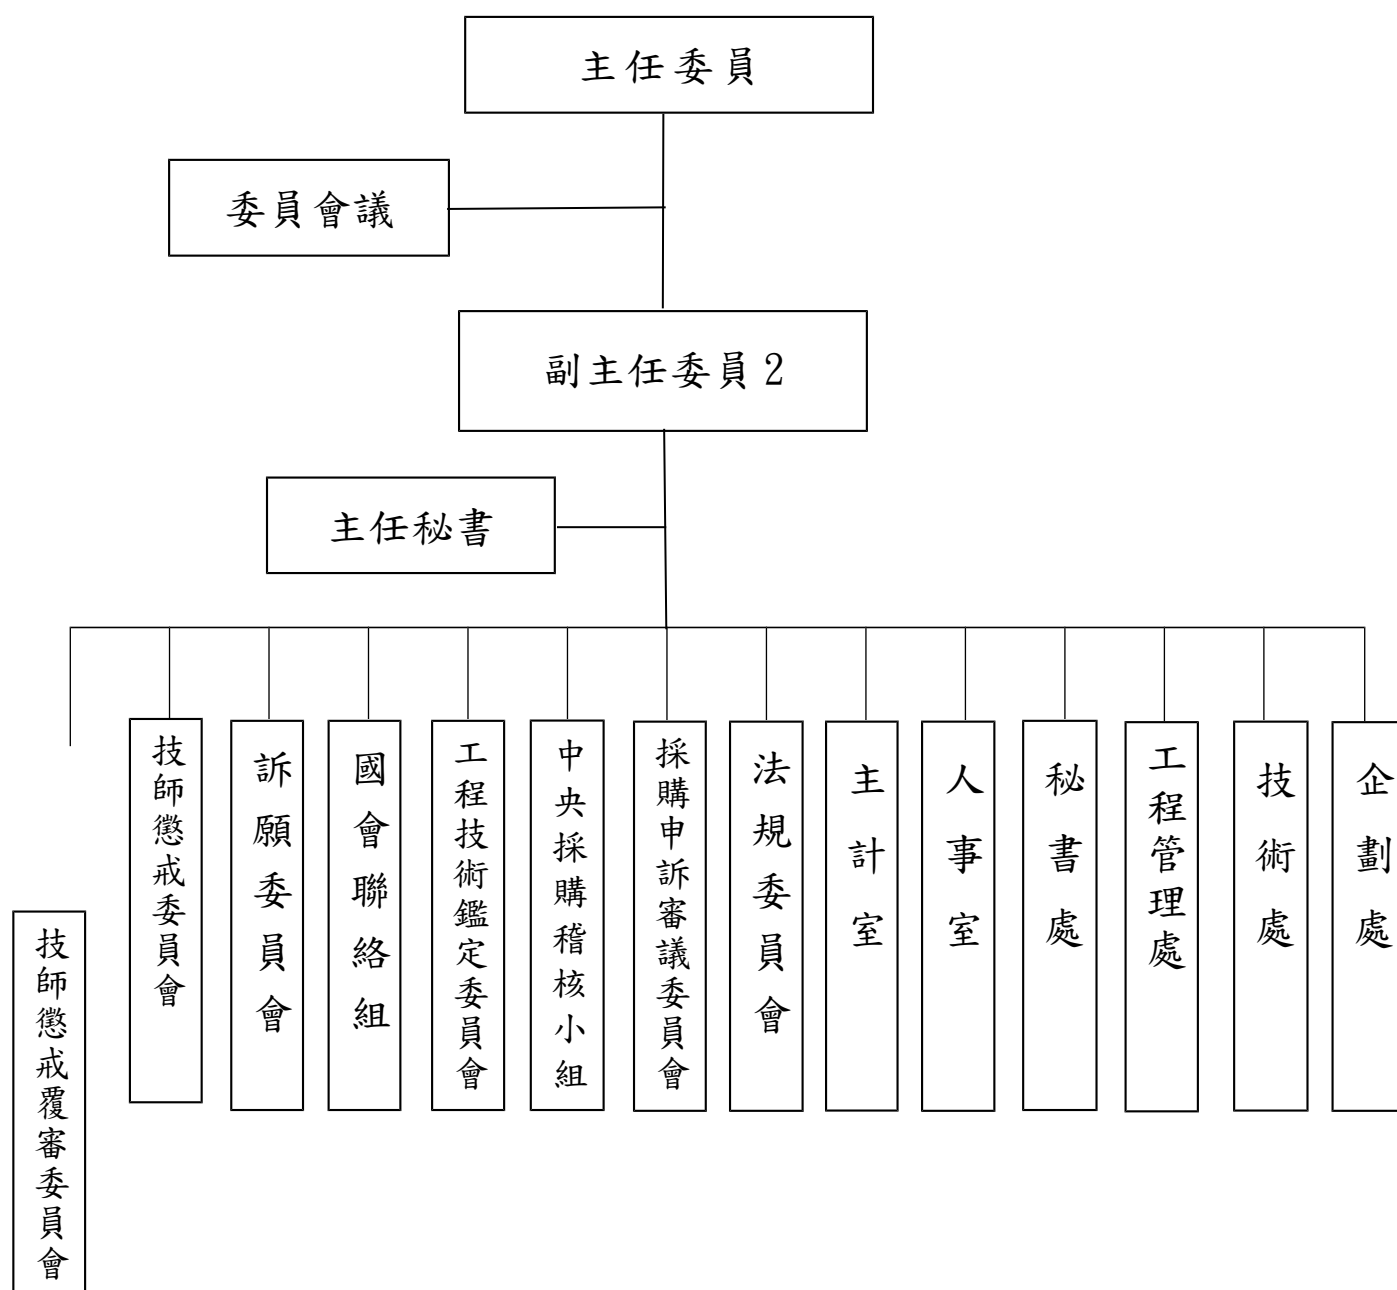 主任委員
委員會議
副主任委員2
主任秘書
技師懲戒覆審委員會
技師懲戒委員會
訴願委員會
國會聯絡組
工程技術鑑定委員會
中央採購稽核小組
採購申訴審議委員會
法規委員會
主計室
人事室
秘書處
工程管理處
技術處
企劃處